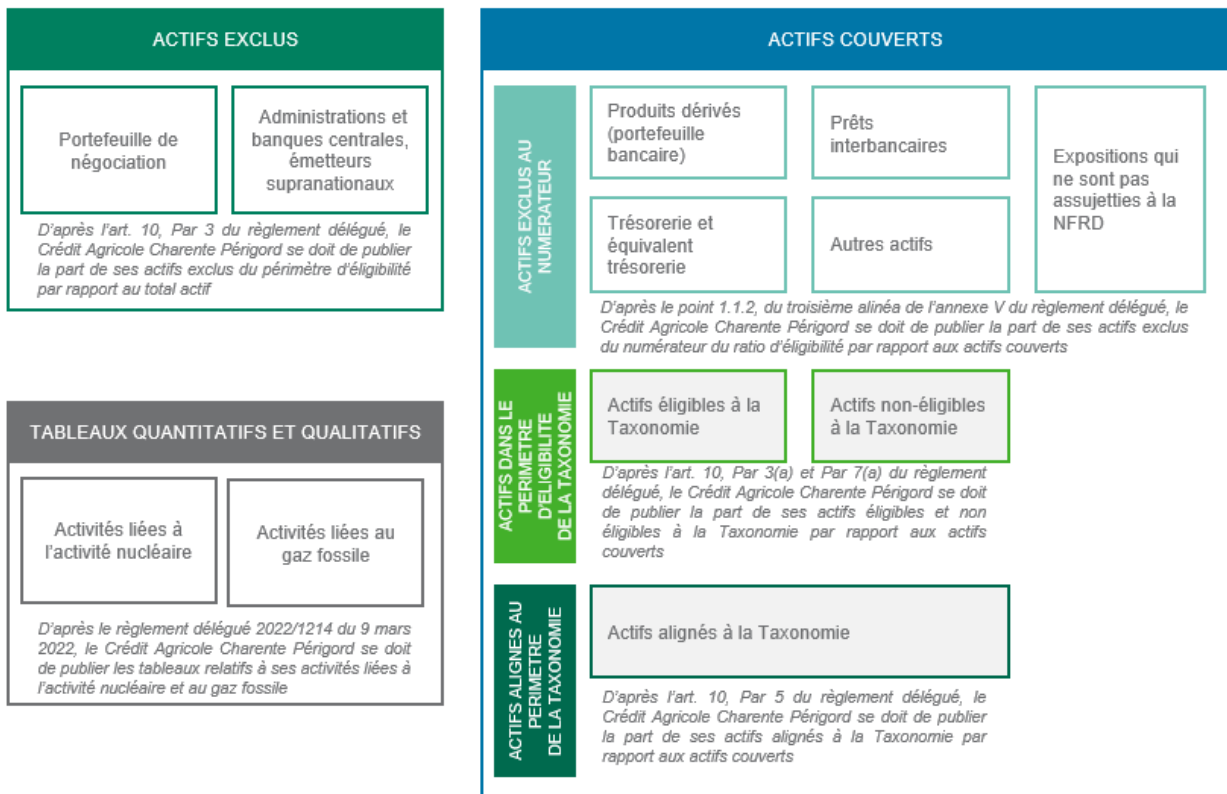 ACTIFS EXCLUS
Portefeuille de
négociation
Administrations et
banques centrales,
émetteurs
supranationaux
D'après l'art. 10, Par 3 du règlement délégué, le
Crédit Agricole Charente Périgord se doit de publier
la part de ses actifs exclus du périmètre d'éligibilité
par rapport au total actif
TABLEAUX QUANTITATIFS ET QUALITATIFS
Activités liées à
l'activité nucléaire
Activités liées au
gaz fossile
D'après le règlement délégué 2022/1214 du 9 mars
2022, le Crédit Agricole Charente Périgord se doit
de publier les tableaux relatifs à ses activités liées à
l'activité nucléaire et au gaz fossile
ACTIFS COUVERTS
ACTIFS EXCLUS AU
NUMERATEUR
Produits dérivés
(portefeuille
bancaire)
Prêts
interbancaires
Expositions qui
ne sont pas
assujetties à la
NFRD
Trésorerie et
équivalent
trésorerie
Autres actifs
D'après le point 1.1.2, du troisième alinéa de l'annexe V du règlement délégué, le
Crédit Agricole Charente Périgord se doit de publier la part de ses actifs exclus
du numérateur du ratio d'éligibilité par rapport aux actifs couverts
ACTIFS DANS LE
PERIMETRE
D'ELIGIBILITE
DE LA TAXONOMIE
Actifs éligibles à la
Taxonomie
Actifs non-éligibles
à la Taxonomie
D'après l'art. 10, Par 3(a) et Par 7(a) du règlement
délégué, le Crédit Agricole Charente Périgord se doit
de publier la part de ses actifs éligibles et non
éligibles à la Taxonomie par rapport aux actifs
couverts
ACTIFS ALIGNES AU
PERIMETRE
DE LA TAXONOMIE
Actifs alignés à la Taxonomie
D'après l'art. 10, Par 5 du règlement délégué, le
Crédit Agricole Charente Périgord se doit de publier
la part de ses actifs alignés à la Taxonomie par
rapport aux actifs couverts